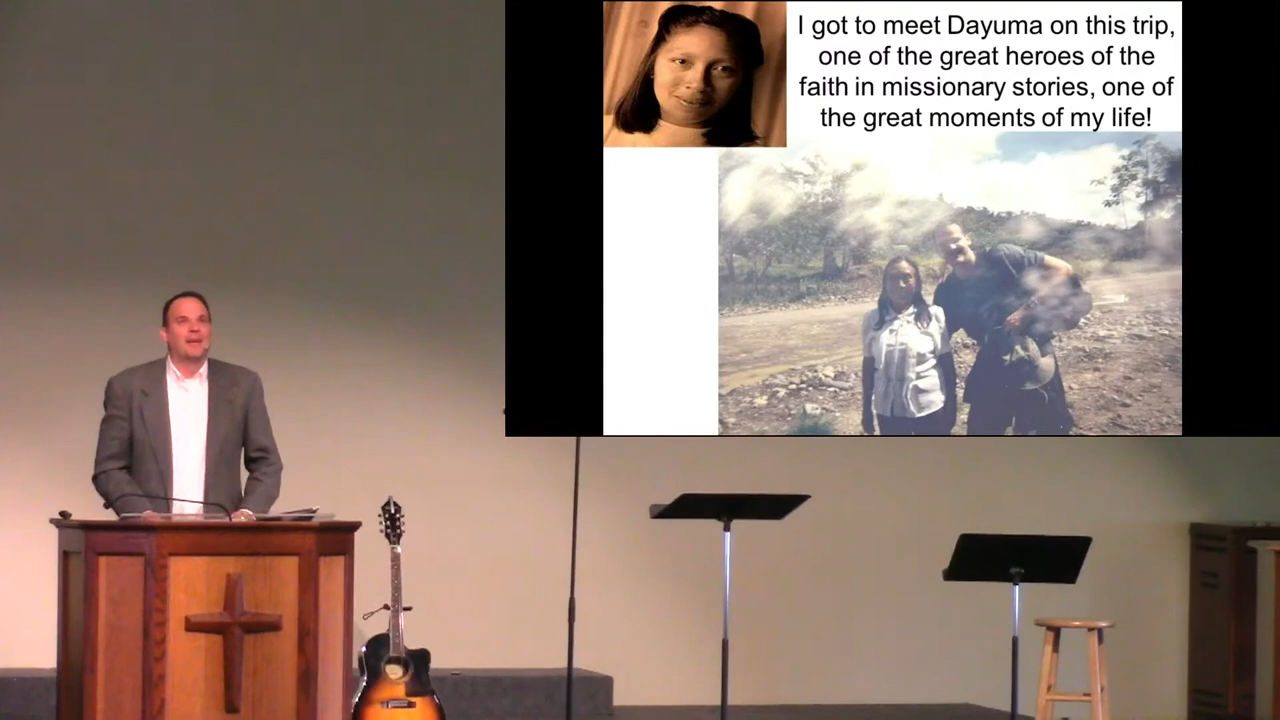 I got to meet Dayuma on this trip,
one of the great heroes of the
faith in missionary stories, one of
the great moments of my life!